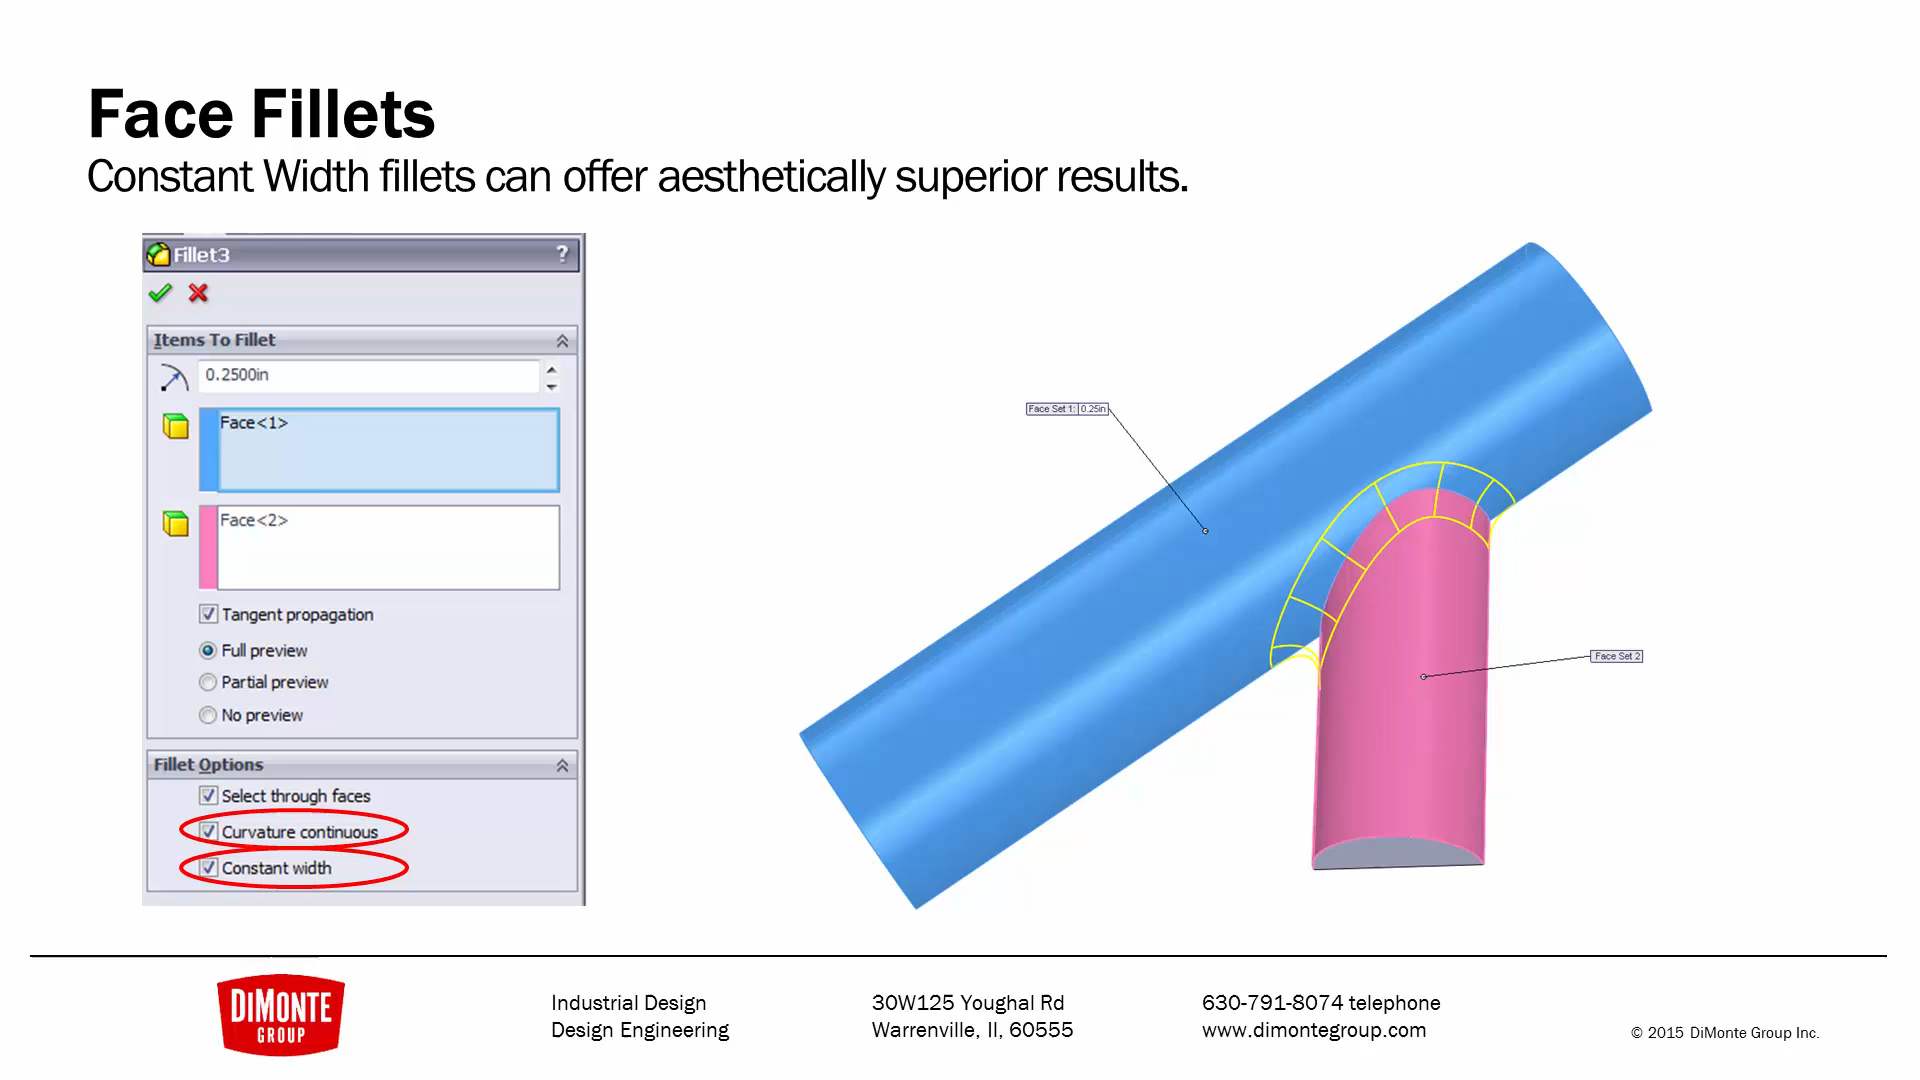 Face Fillets
Constant Width fillets can offer aesthetically superior results.
Fillet3
?
Items To Fillet
0.2500in
Face<1>
Face<2>
Tangent propagation
Full preview
Partial preview
No preview
Fillet Options
Select through faces
Curvature continuous
Constant width
Face Set 1: 0.25in
Face Set 2
DIMONTE
GROUP
Industrial Design
Design Engineering
30W125 Youghal Rd
Warrenville, Il, 60555
630-791-8074 telephone
www.dimontegroup.com
© 2015 DiMonte Group Inc.